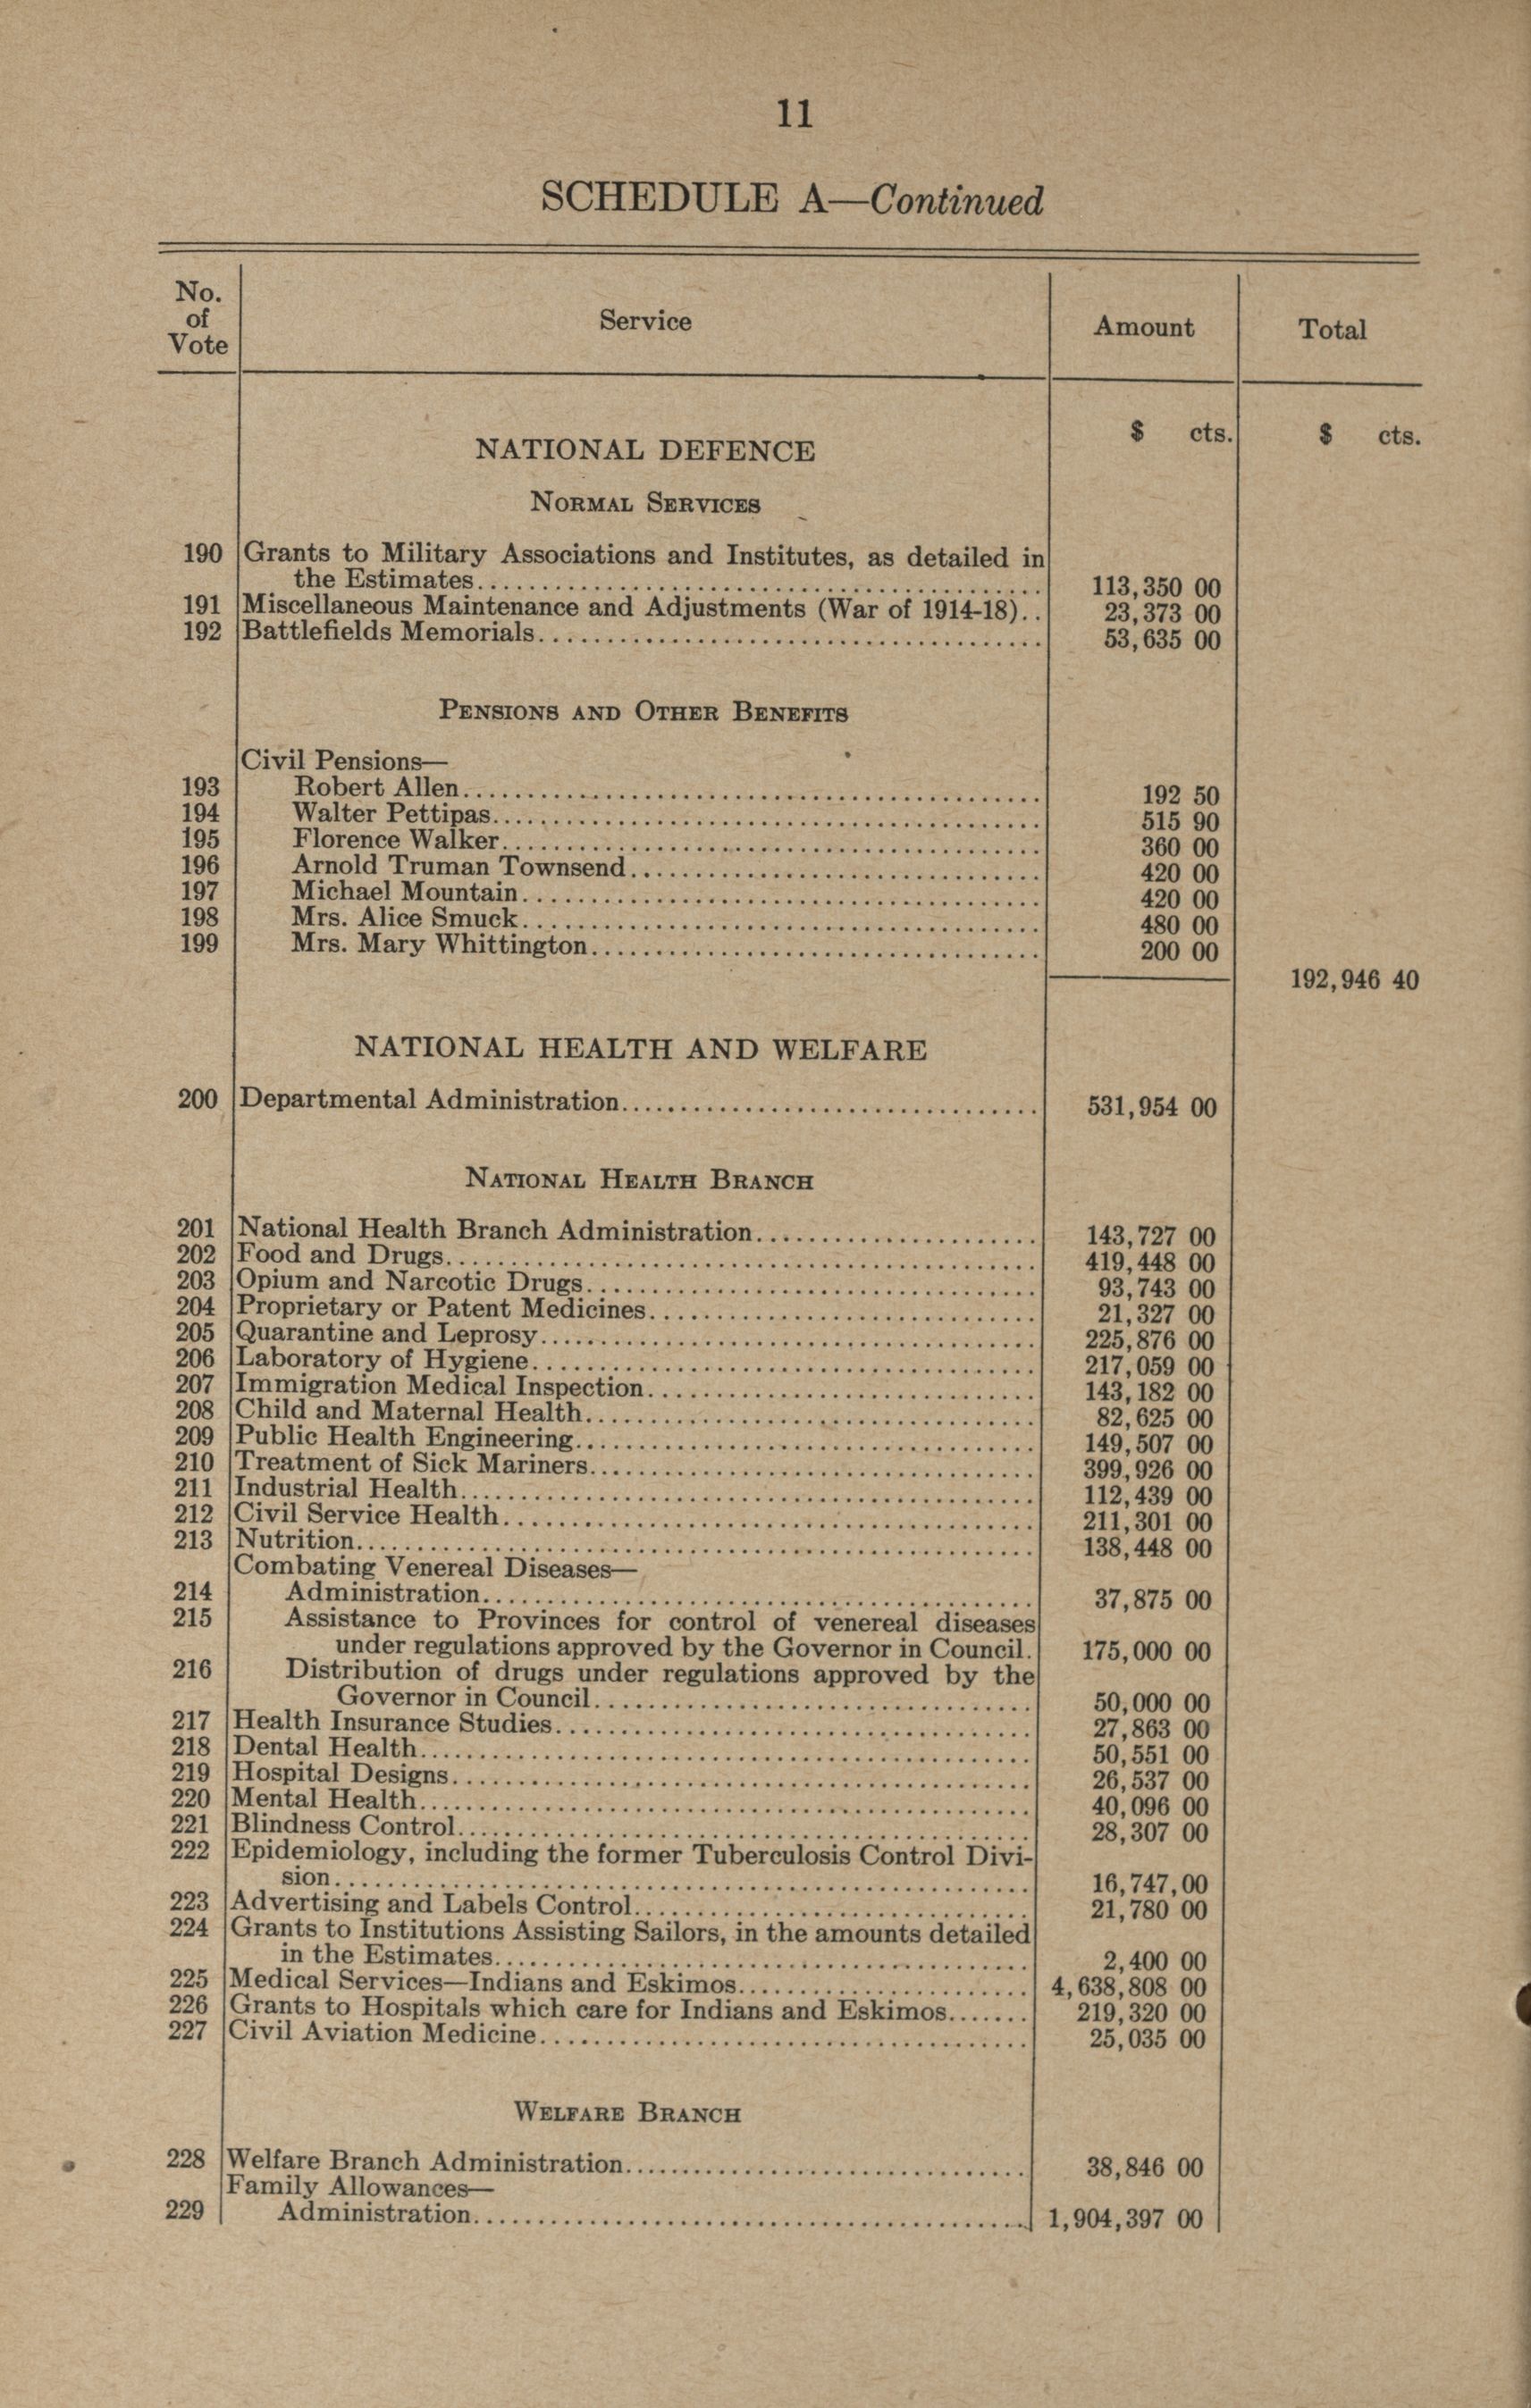 11
SCHEDULE A—Continued
No.
of
Vote
Service
Amount
Total
$ cts.
$ cts.
NATIONAL DEFENCE
NORMAL SERVICES
190 Grants to Military Associations and Institutes, as detailed in
the Estimates.......... 113,350 00
191 Miscellaneous Maintenance and Adjustments (War of 1914-18).. 23,373 00
192 Battlefields Memorials.......... 53,635 00
PENSIONS AND OTHER BENEFITS
Civil Pensions—
193 Robert Allen.......... 192 50
194 Walter Pettipas.......... 515 90
195 Florence Walker.......... 360 00
196 Arnold Truman Townsend.......... 420 00
197 Michael Mountain.......... 420 00
198 Mrs. Alice Smuck.......... 480 00
199 Mrs. Mary Whittington.......... 200 00
192,946 40
NATIONAL HEALTH AND WELFARE
200 Departmental Administration.......... 531,954 00
NATIONAL HEALTH BRANCH
201 National Health Branch Administration.......... 143,727 00
202 Food and Drugs.......... 419,448 00
203 Opium and Narcotic Drugs.......... 93,743 00
204 Proprietary or Patent Medicines.......... 21,327 00
205 Quarantine and Leprosy.......... 225,876 00
206 Laboratory of Hygiene.......... 217,059 00
207 Immigration Medical Inspection.......... 143,182 00
208 Child and Maternal Health.......... 82,625 00
209 Public Health Engineering.......... 149,507 00
210 Treatment of Sick Mariners.......... 399,926 00
211 Industrial Health.......... 112,439 00
212 Civil Service Health.......... 211,301 00
213 Nutrition.......... 138,448 00
Combating Venereal Diseases—
214 Administration.......... 37,875 00
215 Assistance to Provinces for control of venereal diseases
under regulations approved by the Governor in Council. 175,000 00
216 Distribution of drugs under regulations approved by the
Governor in Council.......... 50,000 00
217 Health Insurance Studies.......... 27,863 00
218 Dental Health.......... 50,551 00
219 Hospital Designs.......... 26,537 00
220 Mental Health.......... 40,096 00
221 Blindness Control.......... 28,307 00
222 Epidemiology, including the former Tuberculosis Control Divi-
sion.......... 16,747,00
223 Advertising and Labels Control.......... 21,780 00
224 Grants to Institutions Assisting Sailors, in the amounts detailed
in the Estimates.......... 2,400 00
225 Medical Services—Indians and Eskimos.......... 4,638,808 00
226 Grants to Hospitals which care for Indians and Eskimos....... 219,320 00
227 Civil Aviation Medicine.......... 25,035 00
WELFARE BRANCH
228 Welfare Branch Administration.......... 38,846 00
Family Allowances—
229 Administration.......... 1,904,397 00